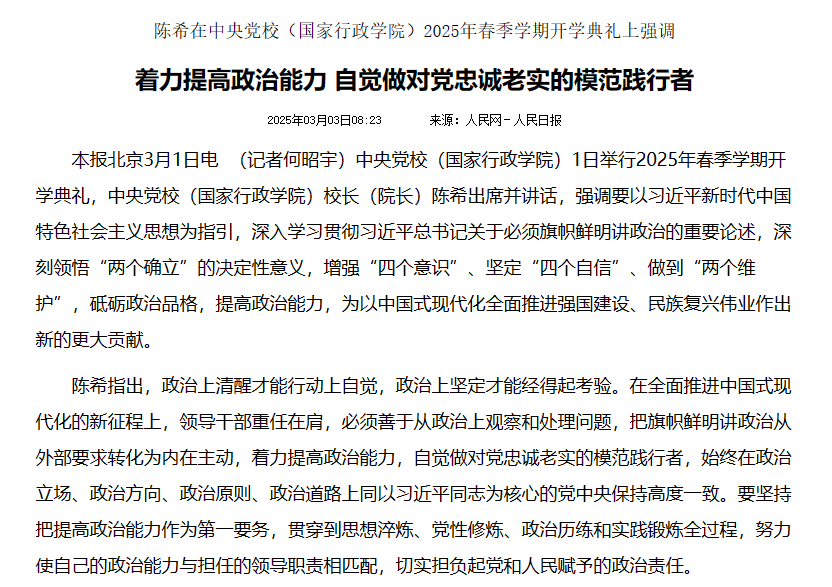 陈希在中央党校（国家行政学院）2025年春季学期开学典礼上强调
着力提高政治能力 自觉做对党忠诚老实的模范践行者
2025年03月03日08:23 来源：人民网－人民日报
本报北京3月1日电 （记者何昭宇）中央党校（国家行政学院）1日举行2025年春季学期开
学典礼，中央党校（国家行政学院）校长（院长）陈希出席并讲话，强调要以习近平新时代中国
特色社会主义思想为指引，深入学习贯彻习近平总书记关于必须旗帜鲜明讲政治的重要论述，深
刻领悟“两个确立”的决定性意义，增强“四个意识”、坚定“四个自信”、做到“两个维
护”，砥砺政治品格，提高政治能力，为以中国式现代化全面推进强国建设、民族复兴伟业作出
新的更大贡献。
陈希指出，政治上清醒才能行动上自觉，政治上坚定才能经得起考验。在全面推进中国式现
代化的新征程上，领导干部重任在肩，必须善于从政治上观察和处理问题，把旗帜鲜明讲政治从
外部要求转化为内在主动，着力提高政治能力，自觉做对党忠诚老实的模范践行者，始终在政治
立场、政治方向、政治原则、政治道路上同以习近平同志为核心的党中央保持高度一致。要坚持
把提高政治能力作为第一要务，贯穿到思想淬炼、党性修炼、政治历练和实践锻炼全过程，努力
使自己的政治能力与担任的领导职责相匹配，切实担负起党和人民赋予的政治责任。